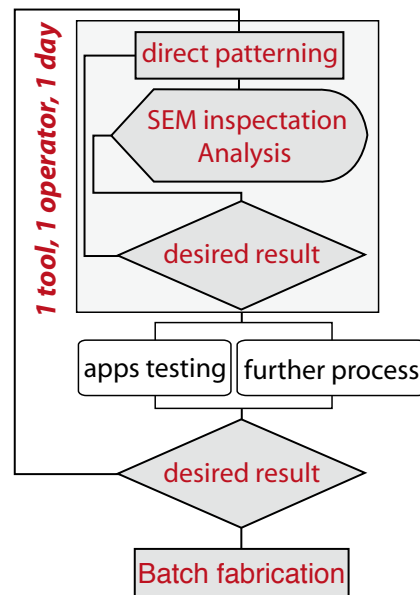 1 tool, 1 operator, 1 day
direct patterning
SEM inspectation
Analysis
desired result
apps testing
further process
desired result
Batch fabrication